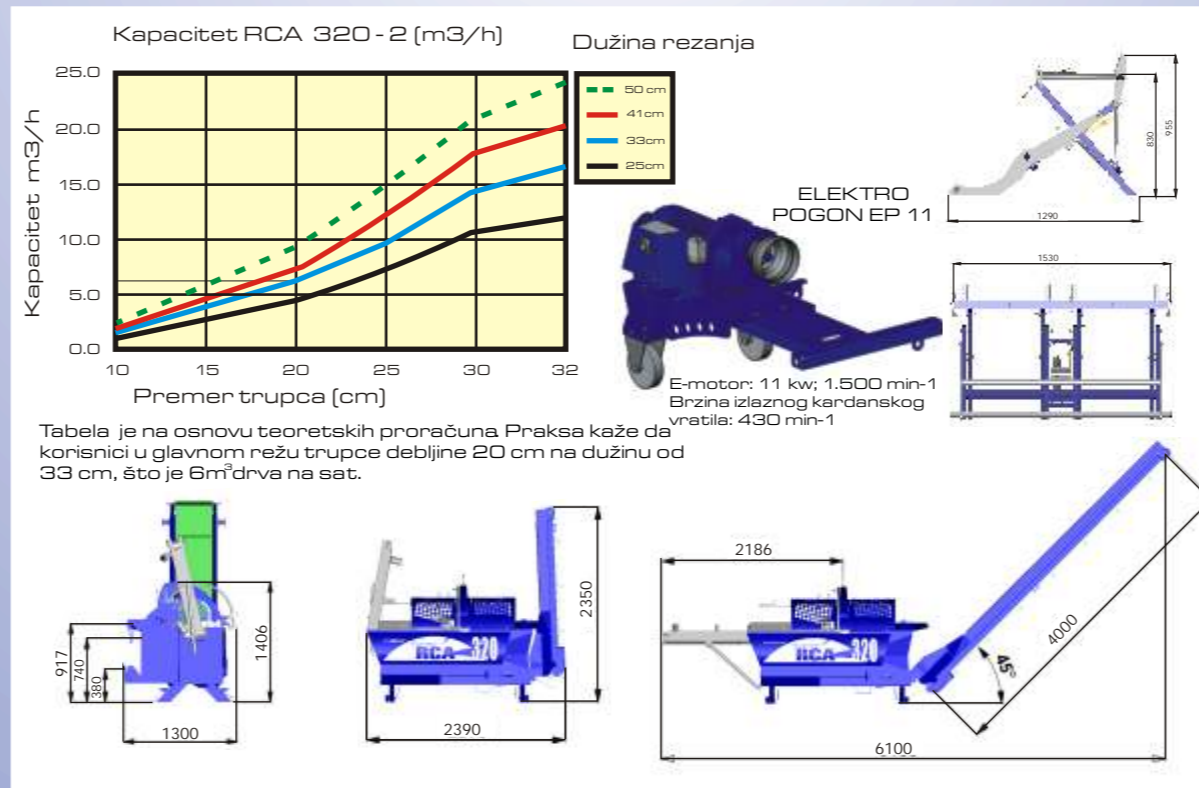 Kapacitet RCA 320 - 2 (m3/h)
Dužina rezanja
Kapacitet m3/h
25.0
20.0
15.0
10.0
5.0
0.0
10 15 20 25 30 32
Premer trupca (cm)
50 cm
41cm
33cm
25cm
ELEKTRO
POGON EP 11
E-motor: 11 kw; 1.500 min-1
Brzina izlaznog kardanskog
vratila: 430 min-1
830
955
1290
1530
Tabela je na osnovu teoretskih proračuna. Praksa kaže da
korisnici u glavnom režu trupce debljine 20 cm na dužinu od
33 cm, što je 6m³drva na sat.
917
740
380
1406
1300
RCA 320
2350
2390
2186
RCA 320
45°
4000
6100